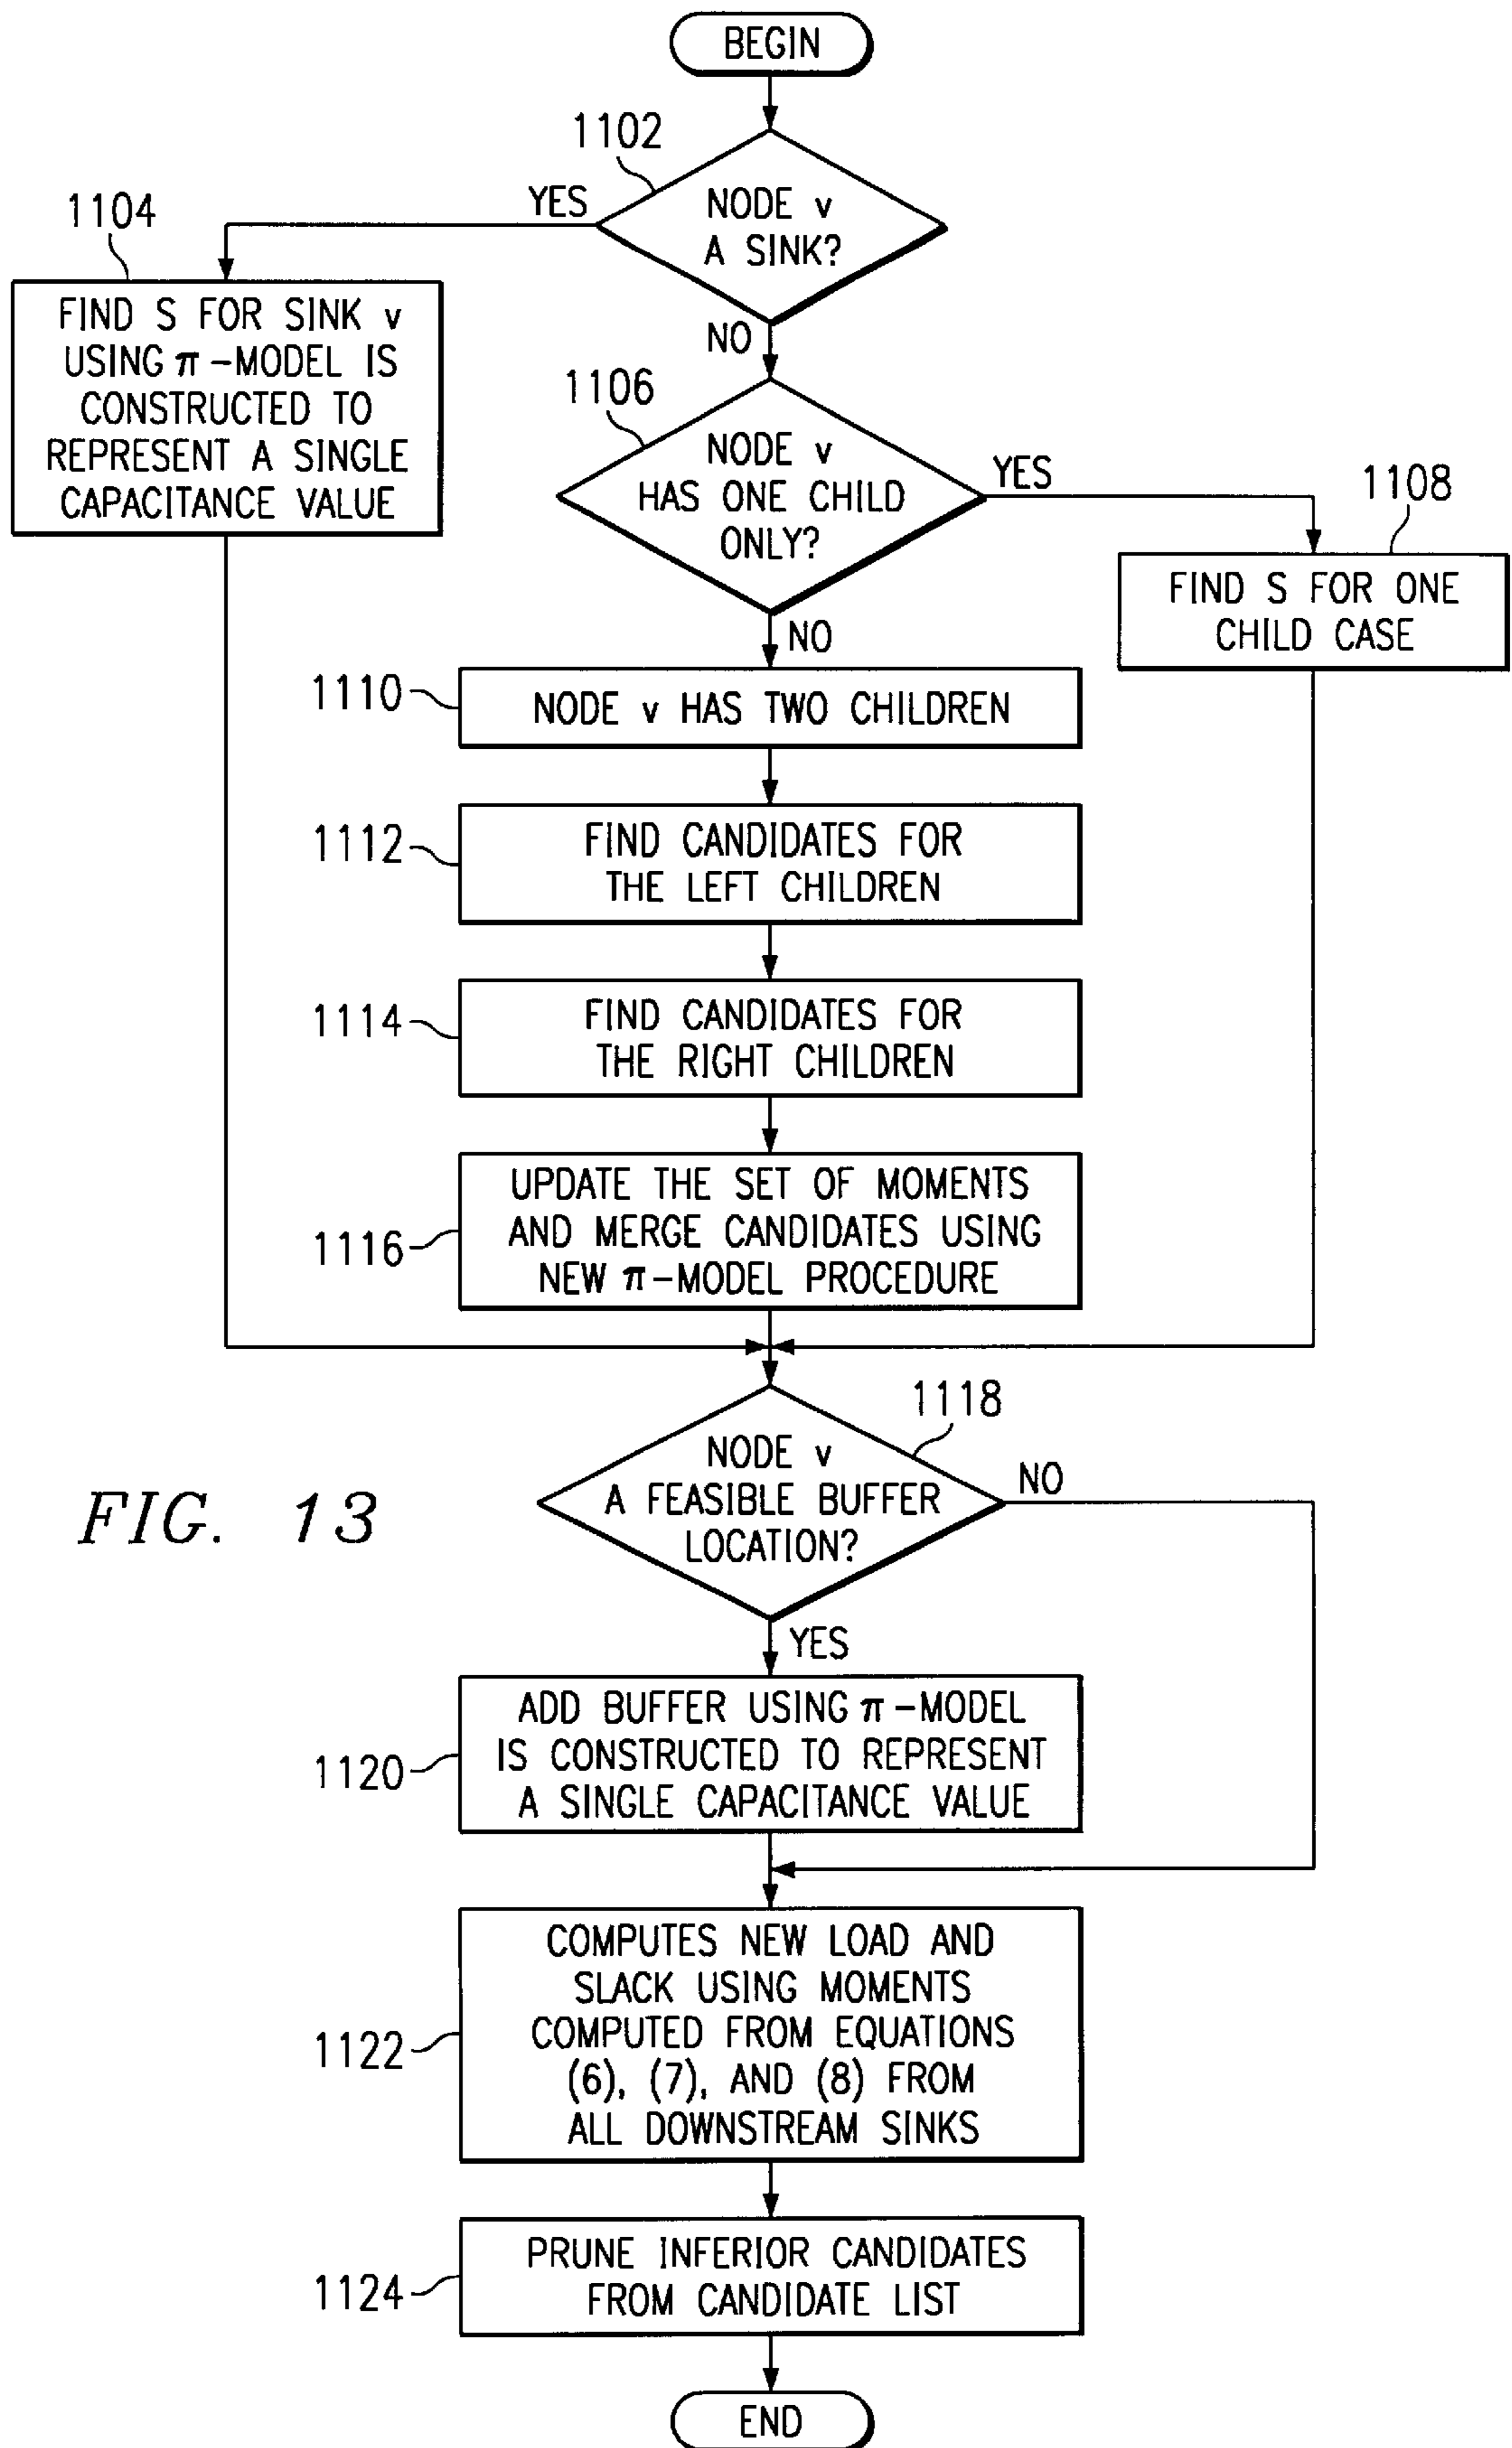 BEGIN
1102
YES
NODE v
A SINK?
1104
FIND S FOR SINK v
USING π-MODEL IS
CONSTRUCTED TO
REPRESENT A SINGLE
CAPACITANCE VALUE
NO
1106
NODE v
HAS ONE CHILD
ONLY?
YES
1108
FIND S FOR ONE
CHILD CASE
NO
1110
NODE v HAS TWO CHILDREN
1112
FIND CANDIDATES FOR
THE LEFT CHILDREN
1114
FIND CANDIDATES FOR
THE RIGHT CHILDREN
1116
UPDATE THE SET OF MOMENTS
AND MERGE CANDIDATES USING
NEW π-MODEL PROCEDURE
1118
NODE v
A FEASIBLE BUFFER
LOCATION?
NO
FIG. 13
YES
1120
ADD BUFFER USING π-MODEL
IS CONSTRUCTED TO REPRESENT
A SINGLE CAPACITANCE VALUE
1122
COMPUTES NEW LOAD AND
SLACK USING MOMENTS
COMPUTED FROM EQUATIONS
(6), (7), AND (8) FROM
ALL DOWNSTREAM SINKS
1124
PRUNE INFERIOR CANDIDATES
FROM CANDIDATE LIST
END